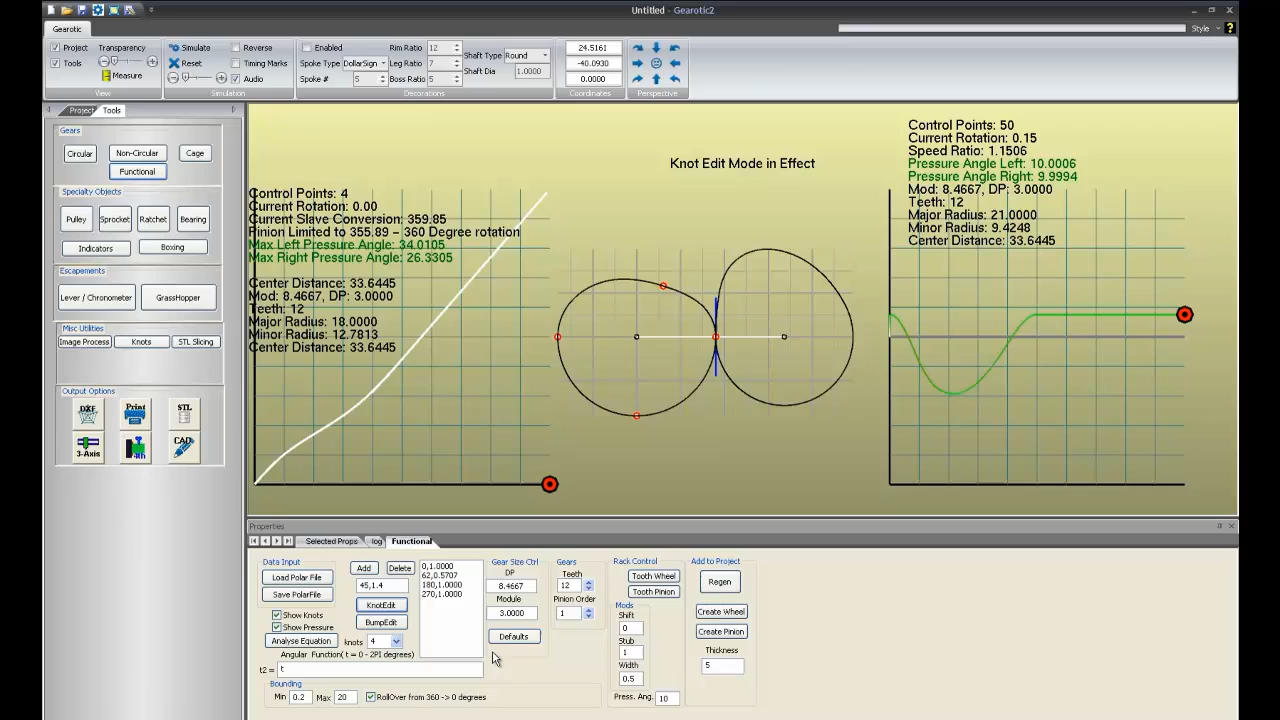 Untitled - Gearotic2
Gearotic
Style
Project
Transparency
Tools
Measure
View
Simulate
Reverse
Reset
Timing Marks
Audio
Simulation
Enabled
Rim Ratio 12
Spoke Type DollarSign
Leg Ratio 7
Spoke # 5
Boss Ratio 5
Shaft Type Round
Shaft Dia 1.0000
Decorations
24.5161
-40.0930
0.0000
Coordinates
Perspective
Project
Tools
Gears
Circular
Non-Circular
Cage
Functional
Specialty Objects
Pulley
Sprocket
Ratchet
Bearing
Indicators
Boxing
Escapements
Lever / Chronometer
GrassHopper
Misc Utilities
Image Process
Knots
STL Slicing
Output Options
DXF
Print
STL
3-Axis
4th
CAD
Control Points: 4
Current Rotation: 0.00
Current Slave Conversion: 359.85
Pinion Limited to 355.89 - 360 Degree rotation
Max Left Pressure Angle: 34.0105
Max Right Pressure Angle: 26.3305
Center Distance: 33.6445
Mod: 8.4667, DP: 3.0000
Teeth: 12
Major Radius: 18.0000
Minor Radius: 12.7813
Center Distance: 33.6445
Knot Edit Mode in Effect
Control Points: 50
Current Rotation: 0.15
Speed Ratio: 1.1506
Pressure Angle Left: 10.0006
Pressure Angle Right: 9.9994
Mod: 8.4667, DP: 3.0000
Teeth: 12
Major Radius: 21.0000
Minor Radius: 9.4248
Center Distance: 33.6445
Properties
Selected Props
log
Functional
Data Input
Load Polar File
Save PolarFile
Show Knots
Show Pressure
Analyse Equation
Add
Delete
45,1.4
KnotEdit
BumpEdit
knots 4
0,1.0000
62,0.5707
180,1.0000
270,1.0000
Angular Function( t = 0 - 2PI degrees)
t2 = t
Bounding
Min 0.2 Max 20 RollOver from 360 -> 0 degrees
Gear Size Ctrl
DP
8.4667
Module
3.0000
Defaults
Gears
Teeth
12
Pinion Order
1
Rack Control
Tooth Wheel
Tooth Pinion
Mods
Shift
0
Stub
1
Width
0.5
Press. Ang. 10
Add to Project
Regen
Create Wheel
Create Pinion
Thickness
5